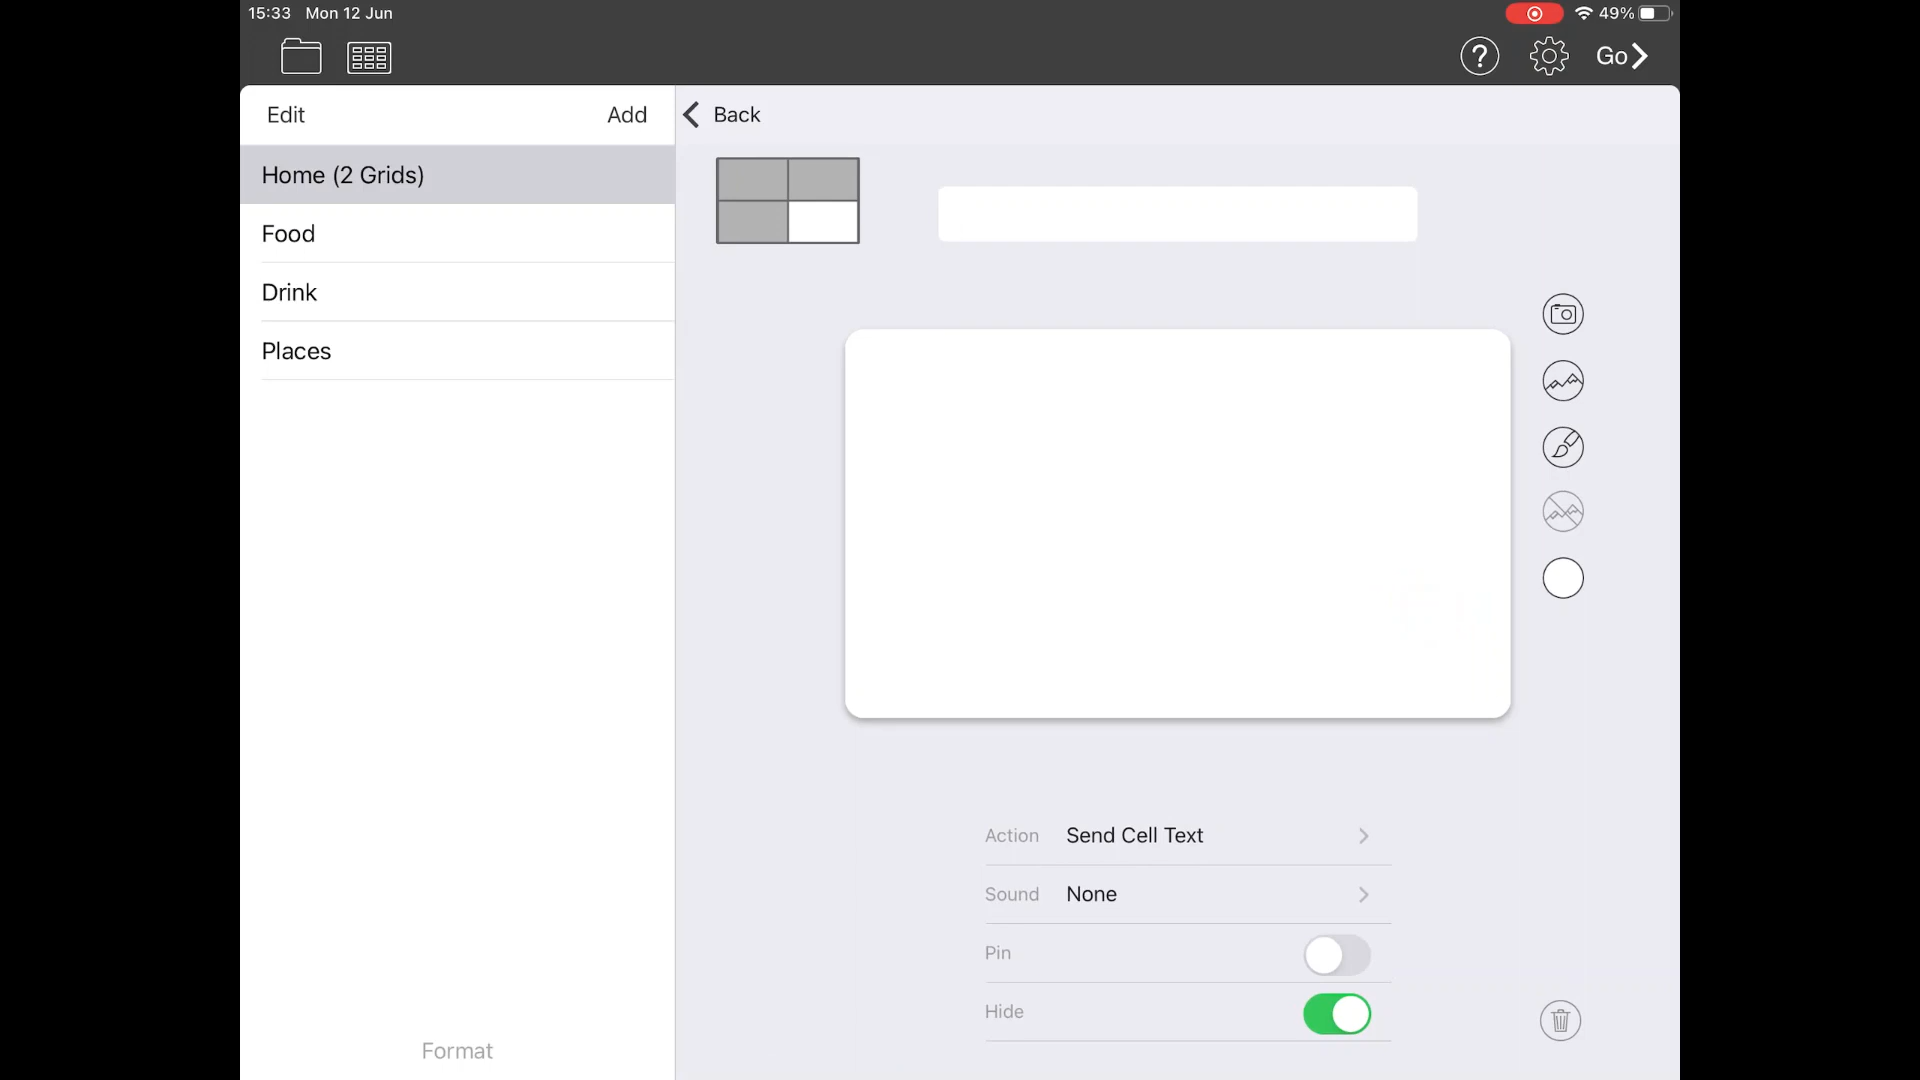 15:33 Mon 12 Jun
49%
? Go
Edit Add
Back
Home (2 Grids)
Food
Drink
Places
Action Send Cell Text
Sound None
Pin
Hide
Format